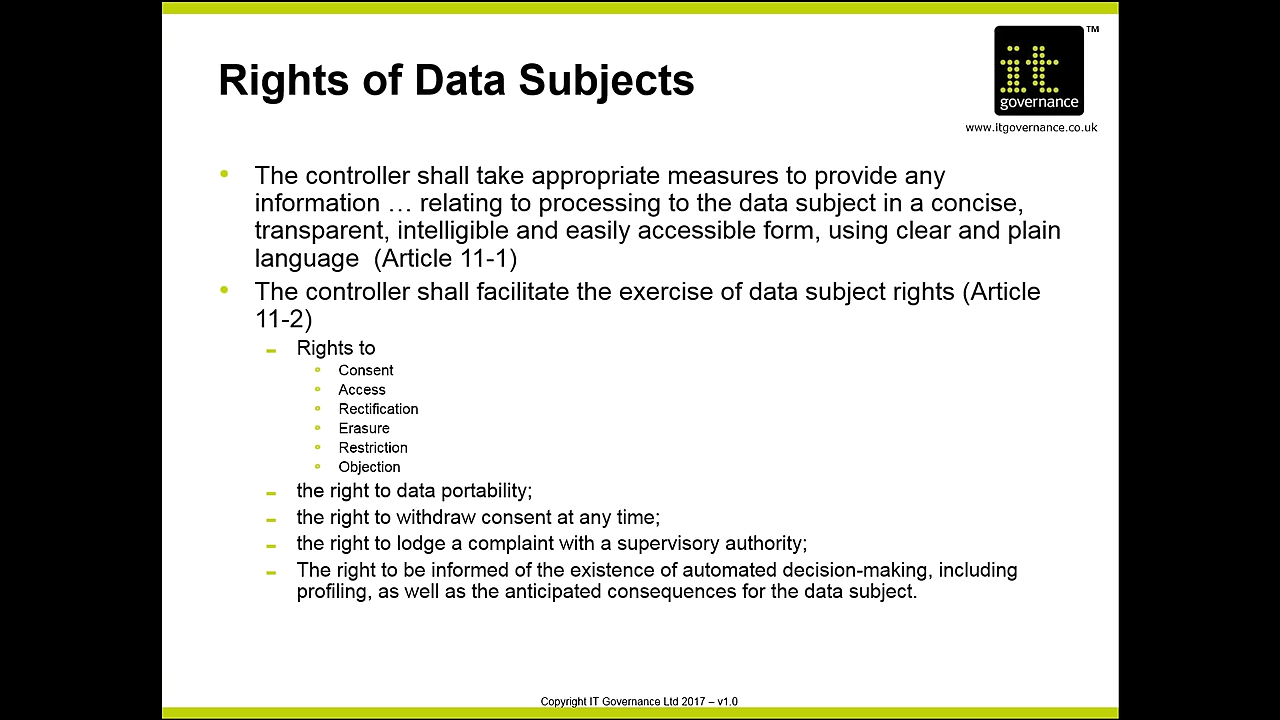 Rights of Data Subjects
it
governance
TM
www.itgovernance.co.uk
• The controller shall take appropriate measures to provide any
information … relating to processing to the data subject in a concise,
transparent, intelligible and easily accessible form, using clear and plain
language (Article 11-1)
• The controller shall facilitate the exercise of data subject rights (Article
11-2)
– Rights to
• Consent
• Access
• Rectification
• Erasure
• Restriction
• Objection
– the right to data portability;
– the right to withdraw consent at any time;
– the right to lodge a complaint with a supervisory authority;
– The right to be informed of the existence of automated decision-making, including
profiling, as well as the anticipated consequences for the data subject.
Copyright IT Governance Ltd 2017 – v1.0